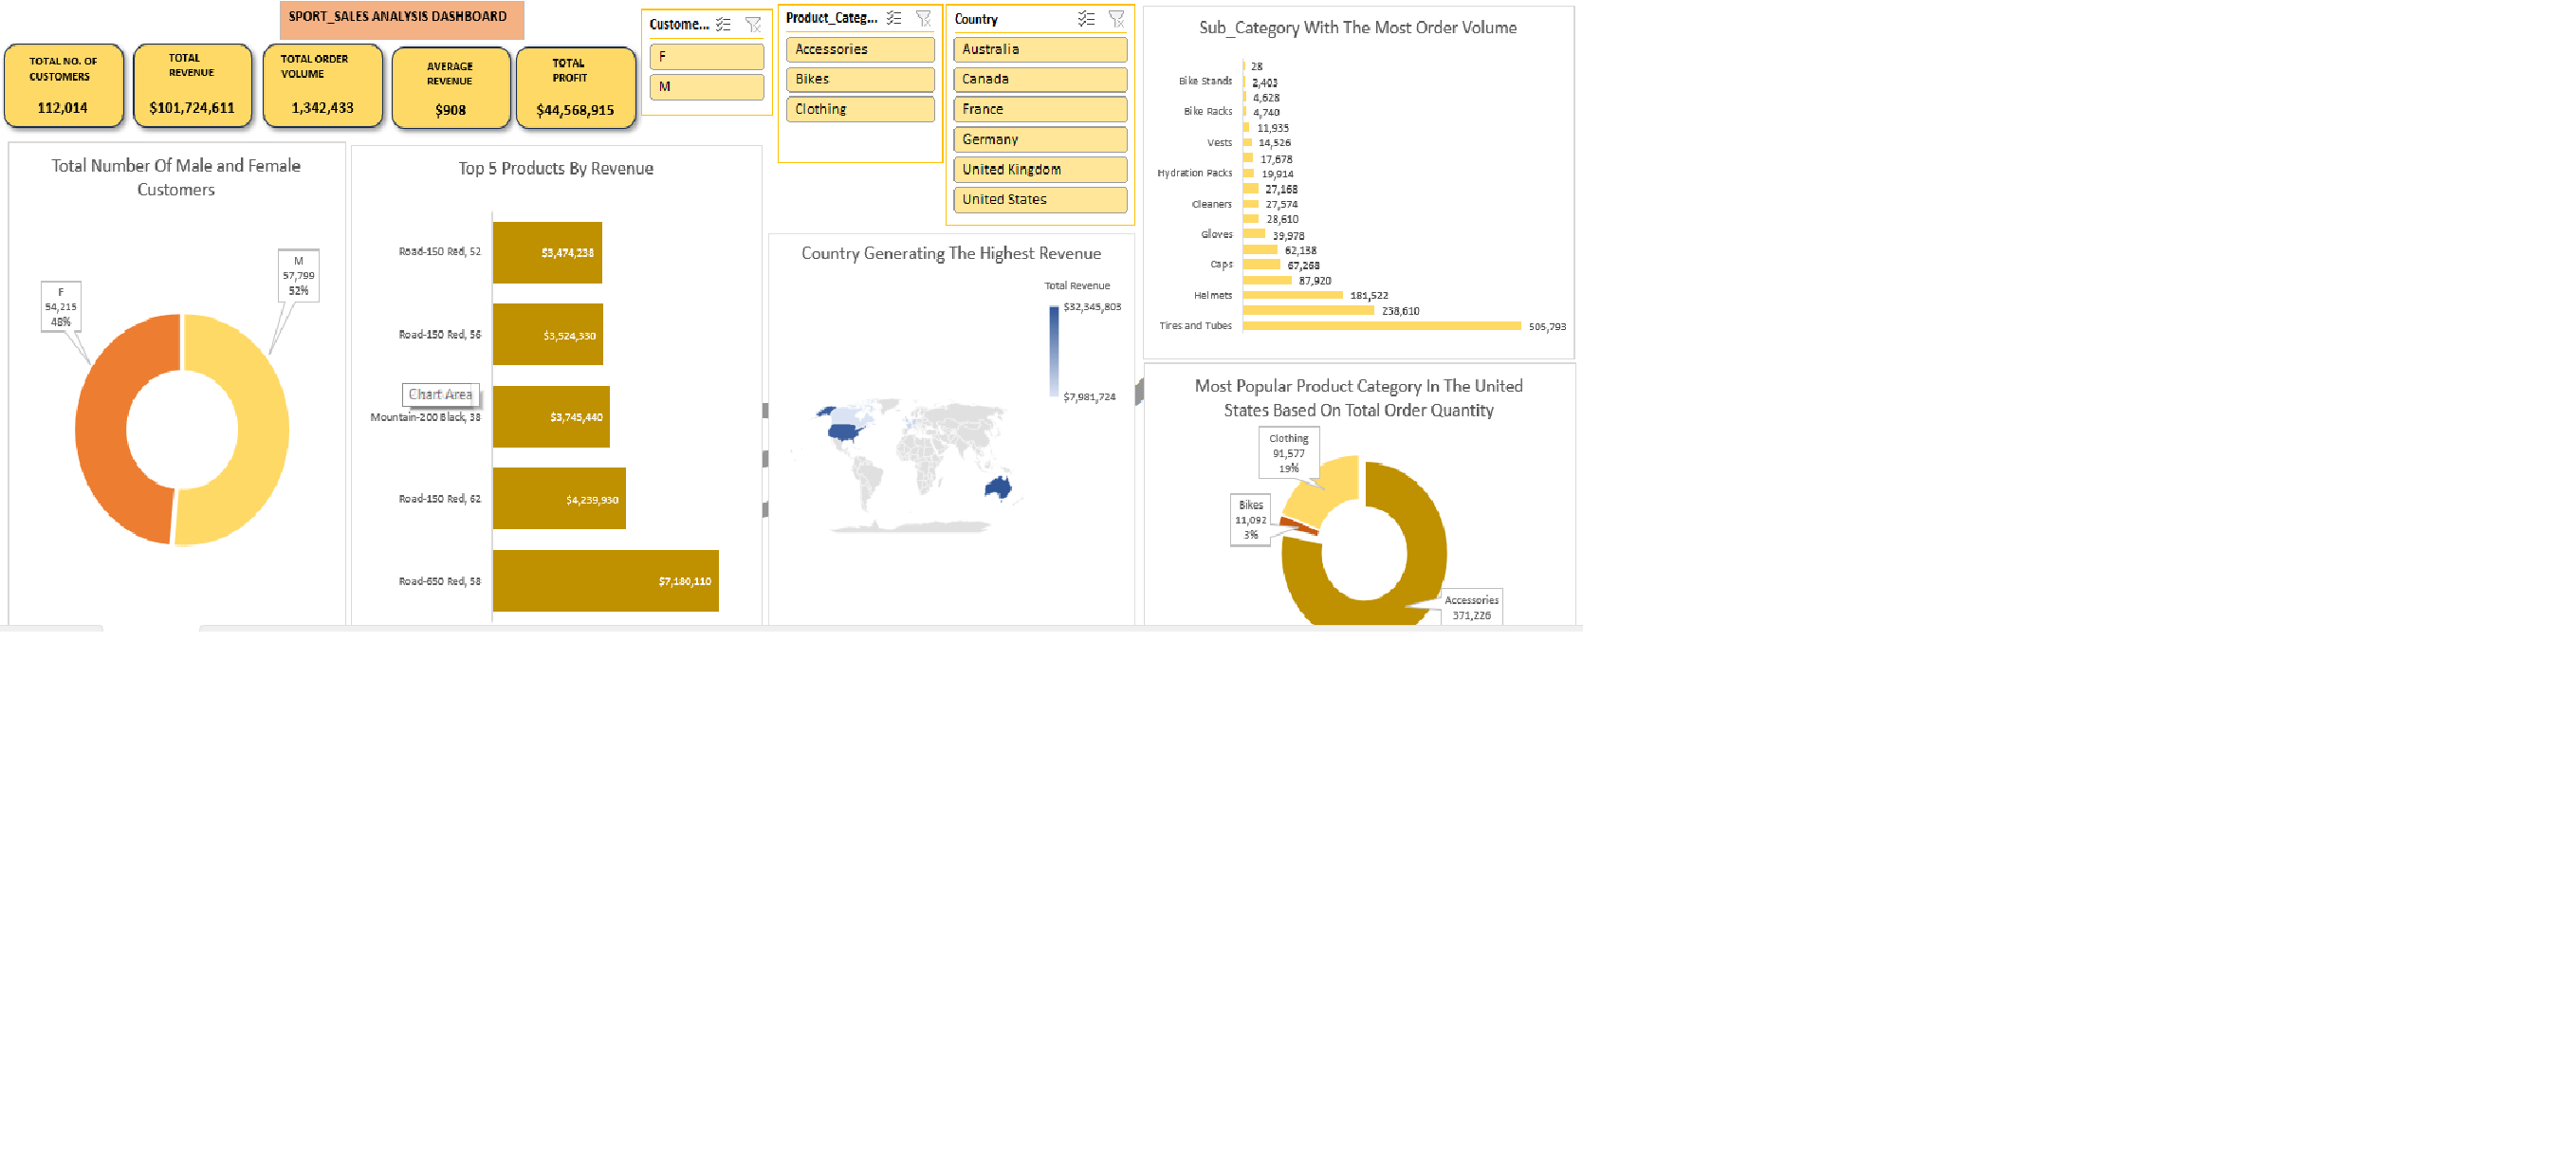 SPORT_SALES ANALYSIS DASHBOARD
TOTAL NO. OF
CUSTOMERS
112,014
TOTAL
REVENUE
$101,724,611
TOTAL ORDER
VOLUME
1,342,433
AVERAGE
REVENUE
$908
TOTAL
PROFIT
$44,568,915
Custome...
F
M
Product_Categ...
Accessories
Bikes
Clothing
Country
Australia
Canada
France
Germany
United Kingdom
United States
Total Number Of Male and Female
Customers
M
57,799
52%
F
54,215
48%
Top 5 Products By Revenue
Road-150 Red, 52
$3,474,238
Road-150 Red, 56
$3,524,330
Chart Area
Mountain-200 Black, 38
$3,745,440
Road-150 Red, 62
$4,239,930
Road-650 Red, 58
$7,180,110
Country Generating The Highest Revenue
Total Revenue
$32,345,803
$7,981,724
Sub_Category With The Most Order Volume
28
Bike Stands 2,403
4,628
Bike Racks 4,740
11,935
Vests 14,526
17,678
Hydration Packs 19,914
27,168
Cleaners 27,574
28,610
Gloves 39,978
62,138
Caps 67,268
87,920
Helmets 181,522
238,610
Tires and Tubes 505,793
Most Popular Product Category In The United
States Based On Total Order Quantity
Clothing
91,577
19%
Bikes
11,092
3%
Accessories
371,226